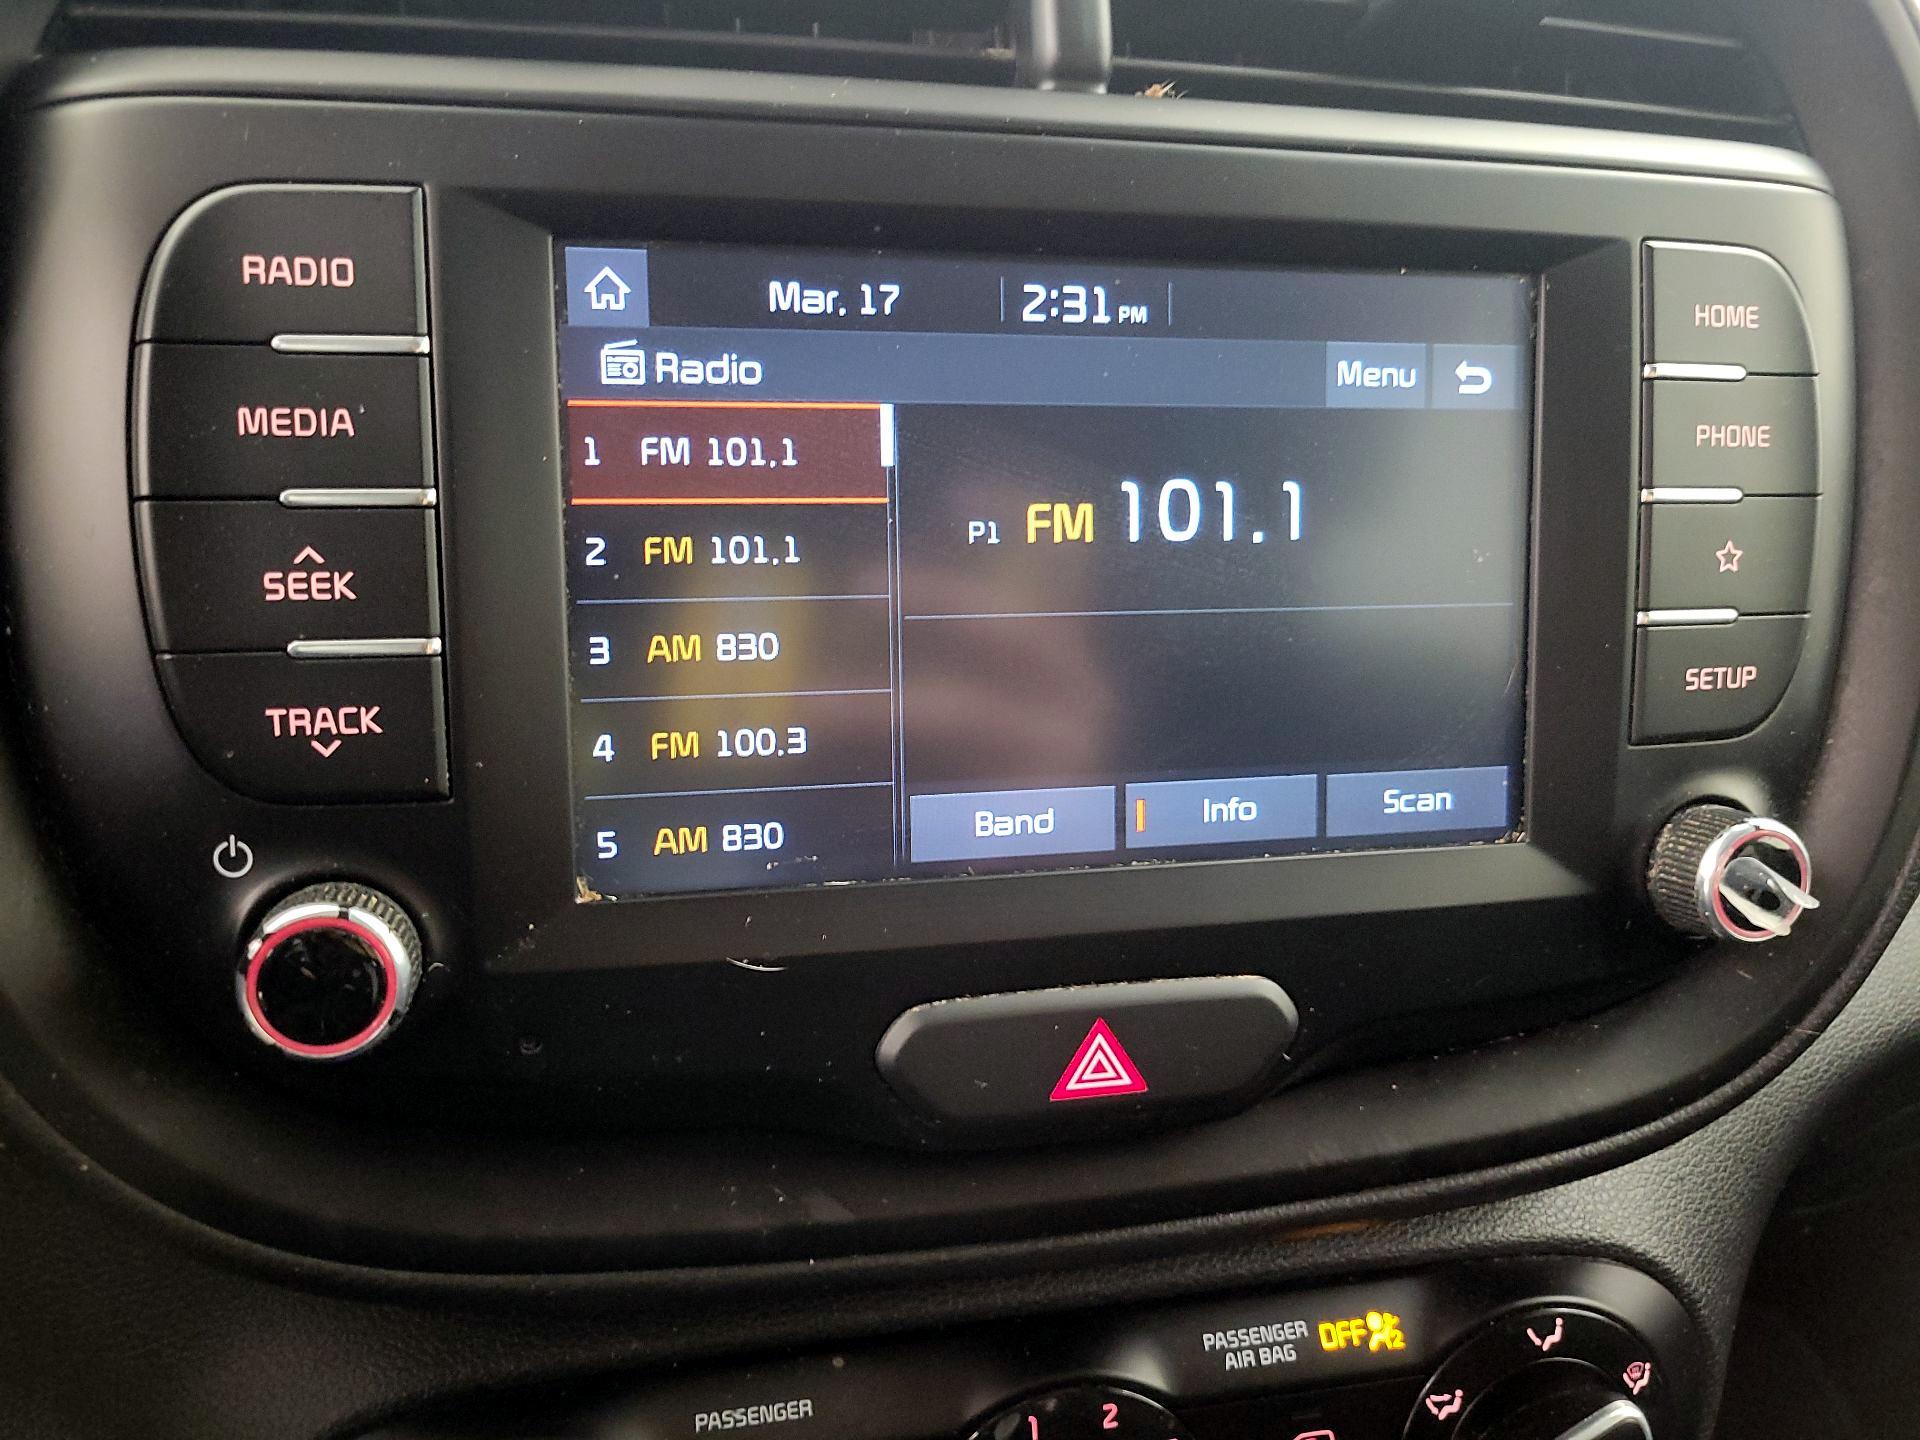 RADIO
MEDIA
SEEK
TRACK
Mar. 17 2:31 PM
Radio
Menu
1 FM 101.1
2 FM 101.1
3 AM 830
4 FM 100.3
5 AM 830
P1 FM 101.1
Band
Info
Scan
HOME
PHONE
SETUP
PASSENGER
AIR BAG
OFF
2
PASSENGER
1 2